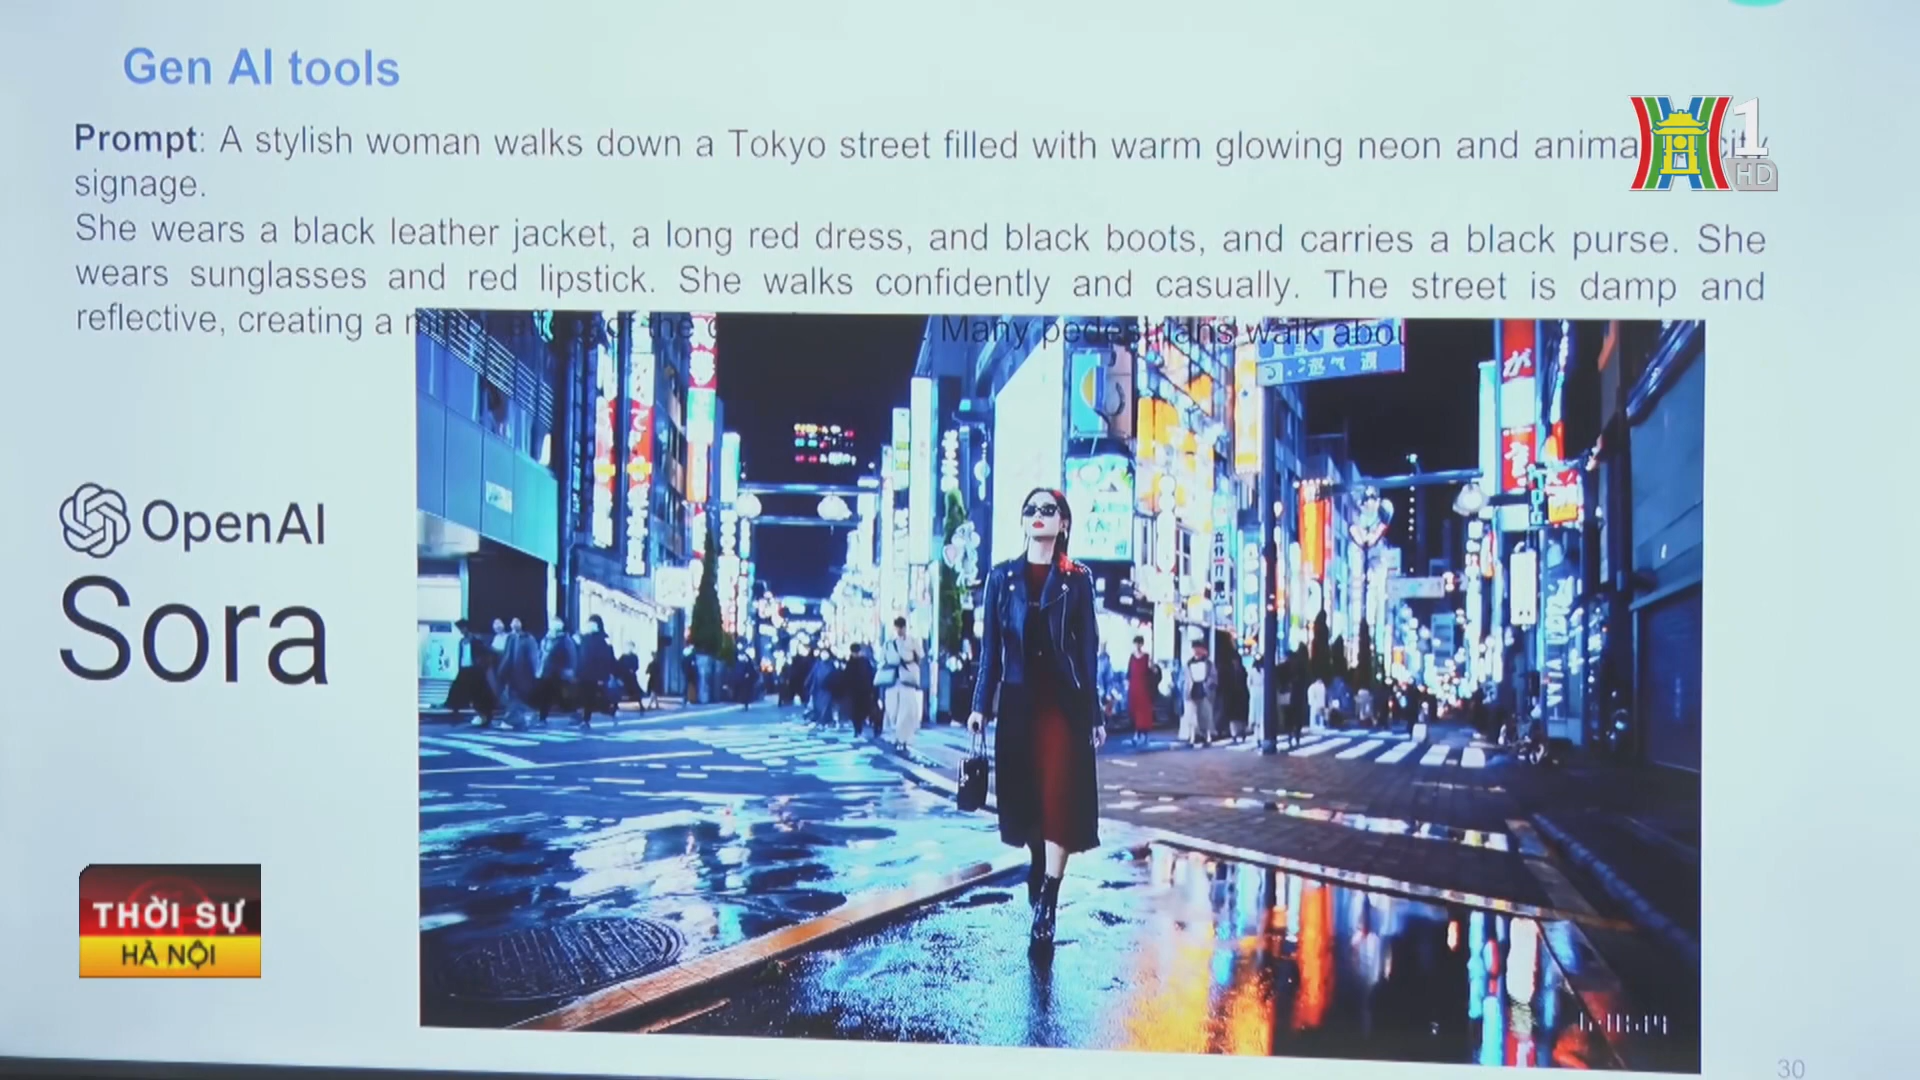 Gen AI tools
Prompt: A stylish woman walks down a Tokyo street filled with warm glowing neon and anima
signage.
She wears a black leather jacket, a long red dress, and black boots, and carries a black purse. She
wears sunglasses and red lipstick. She walks confidently and casually. The street is damp and
reflective, creating a of the Many pedestrians walk abou
1
HD
OpenAI
Sora
THỜI SỰ
HÀ NỘI
30